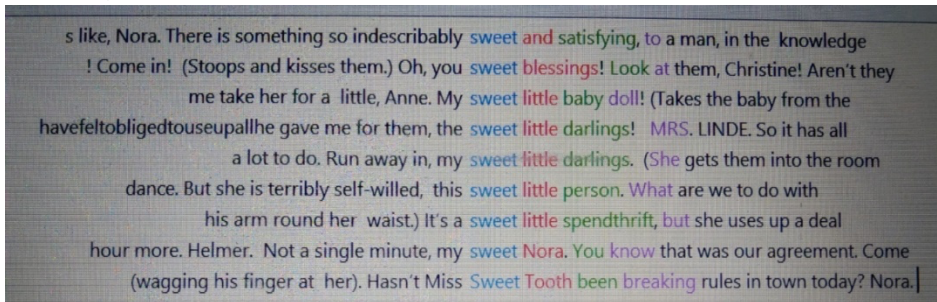 s like, Nora. There is something so indescribably sweet and satisfying, to a man, in the knowledge
! Come in! (Stoops and kisses them.) Oh, you sweet blessings! Look at them, Christine! Aren't they
me take her for a little, Anne. My sweet little baby doll! (Takes the baby from the
havefeltobligedtouseupallhe gave me for them, the sweet little darlings! MRS. LINDE. So it has all
a lot to do. Run away in, my sweet little darlings. (She gets them into the room
dance. But she is terribly self-willed, this sweet little person. What are we to do with
his arm round her waist.) It's a sweet little spendthrift, but she uses up a deal
hour more. Helmer. Not a single minute, my sweet Nora. You know that was our agreement. Come
(wagging his finger at her). Hasn't Miss Sweet Tooth been breaking rules in town today? Nora.